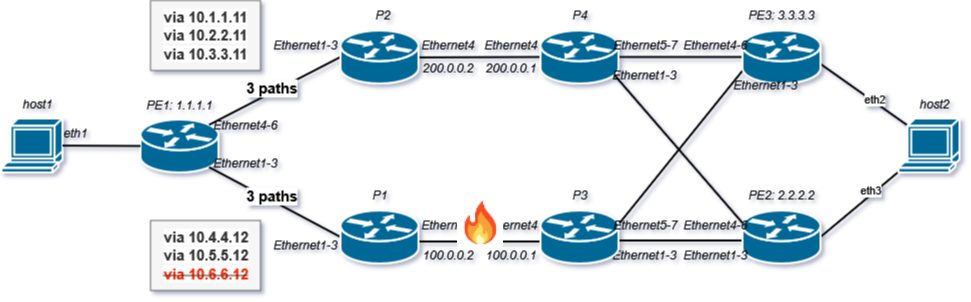 via 10.1.1.11
via 10.2.2.11
via 10.3.3.11
P2
P4
PE3: 3.3.3.3
Ethernet1-3
Ethernet4
Ethernet4
Ethernet5-7
Ethernet4-6
200.0.0.2
200.0.0.1
Ethernet1-3
Ethernet1-3
3 paths
host1
PE1: 1.1.1.1
eth2
host2
Ethernet4-6
eth1
Ethernet1-3
3 paths
P1
P3
PE2: 2.2.2.2
eth3
via 10.4.4.12
via 10.5.5.12
via 10.6.6.12
Ethernet1-3
Ethern
rnet4
Ethernet5-7
Ethernet4-6
100.0.0.2
100.0.0.1
Ethernet1-3
Ethernet1-3